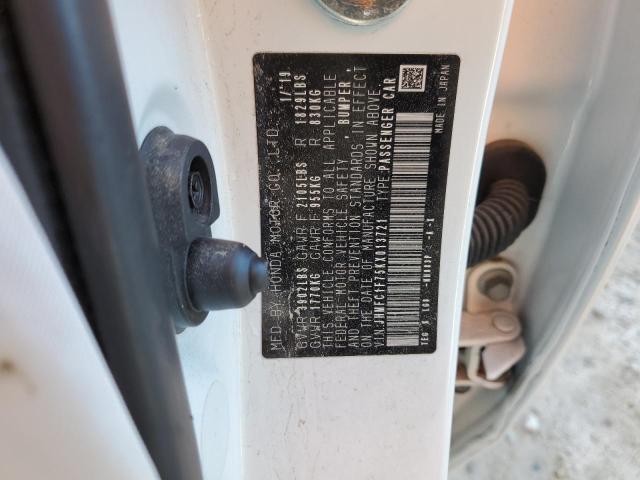 MFD. BY HONDA MOTOR CO., LTD. 1/19
GVWR 3902LBS GAWR F 2105LBS R 1829LBS
GVWR 1770KG GAWR F 955KG R 830KG
THIS VEHICLE CONFORMS TO ALL APPLICABLE
FEDERAL MOTOR VEHICLE SAFETY, BUMPER,
AND THEFT PREVENTION STANDARDS IN EFFECT
ON THE DATE OF MANUFACTURE SHOWN ABOVE.
V.I.N.: JHMFC1F75KX013721 TYPE: PASSENGER CAR
MADE IN JAPAN